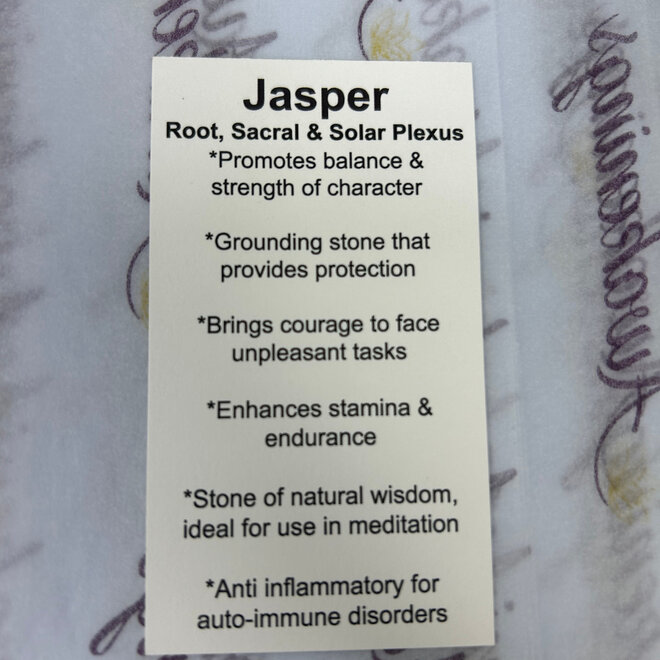 Jasper
Root, Sacral & Solar Plexus
*Promotes balance &
strength of character
*Grounding stone that
provides protection
*Brings courage to face
unpleasant tasks
*Enhances stamina &
endurance
*Stone of natural wisdom,
ideal for use in meditation
*Anti inflammatory for
auto-immune disorders